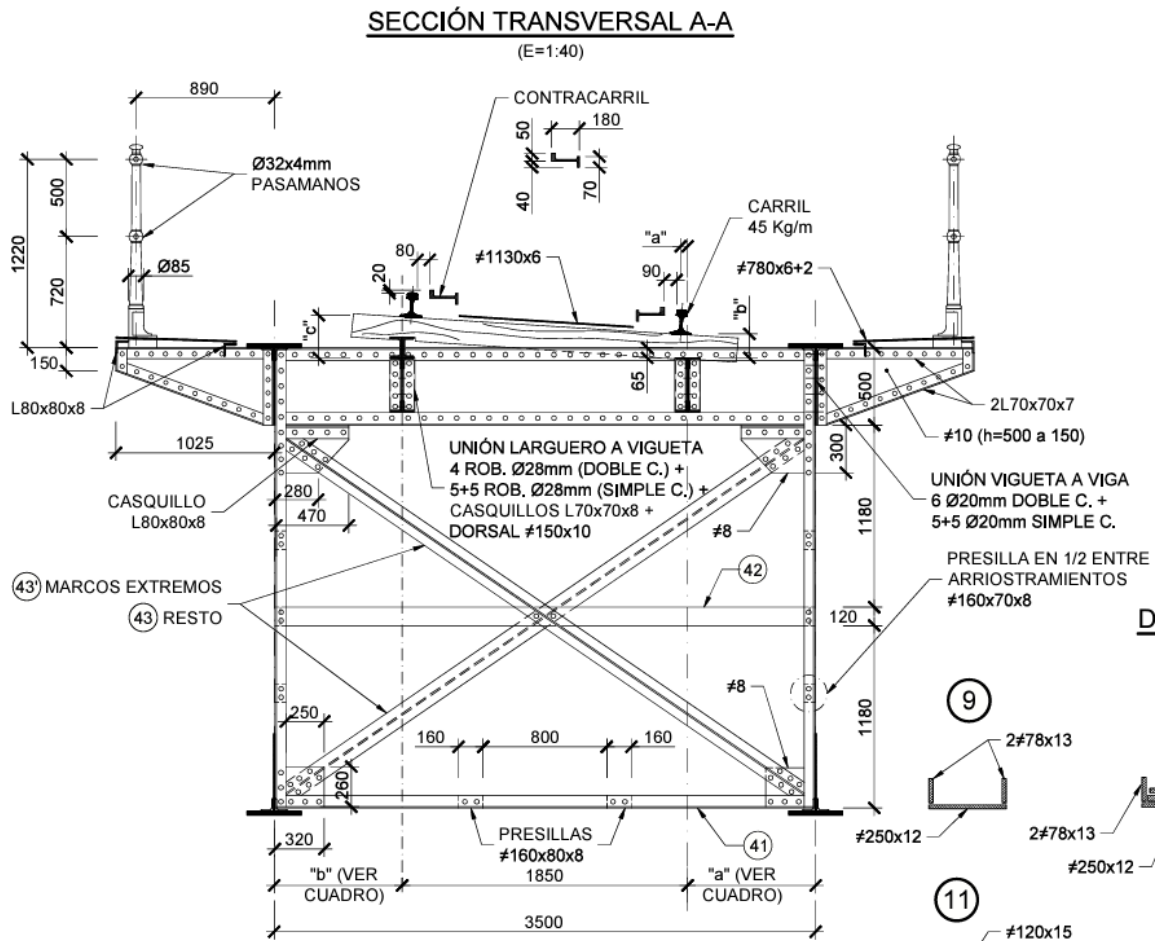 SECCIÓN TRANSVERSAL A-A
(E=1:40)
890
CONTRACARRIL
180
50
40
70
Ø32x4mm
PASAMANOS
500
1220
720
150
Ø85
CARRIL
45 Kg/m
"a"
80
20
≠1130x6
90
≠780x6+2
"c"
"b"
65
500
L80x80x8
2L70x70x7
≠10 (h=500 a 150)
1025
300
UNIÓN LARGUERO A VIGUETA
4 ROB. Ø28mm (DOBLE C.) +
5+5 ROB. Ø28mm (SIMPLE C.) +
CASQUILLOS L70x70x8 +
DORSAL ≠150x10
UNIÓN VIGUETA A VIGA
6 Ø20mm DOBLE C. +
5+5 Ø20mm SIMPLE C.
CASQUILLO
L80x80x8
280
470
≠8
1180
PRESILLA EN 1/2 ENTRE
ARRIOSTRAMIENTOS
≠160x70x8
43' MARCOS EXTREMOS
43 RESTO
42
120
D
≠8
1180
9
250
160
800
160
2≠78x13
260
≠250x12
2≠78x13
≠250x12
320
PRESILLAS
≠160x80x8
41
"b" (VER
CUADRO)
1850
"a" (VER
CUADRO)
11
3500
≠120x15